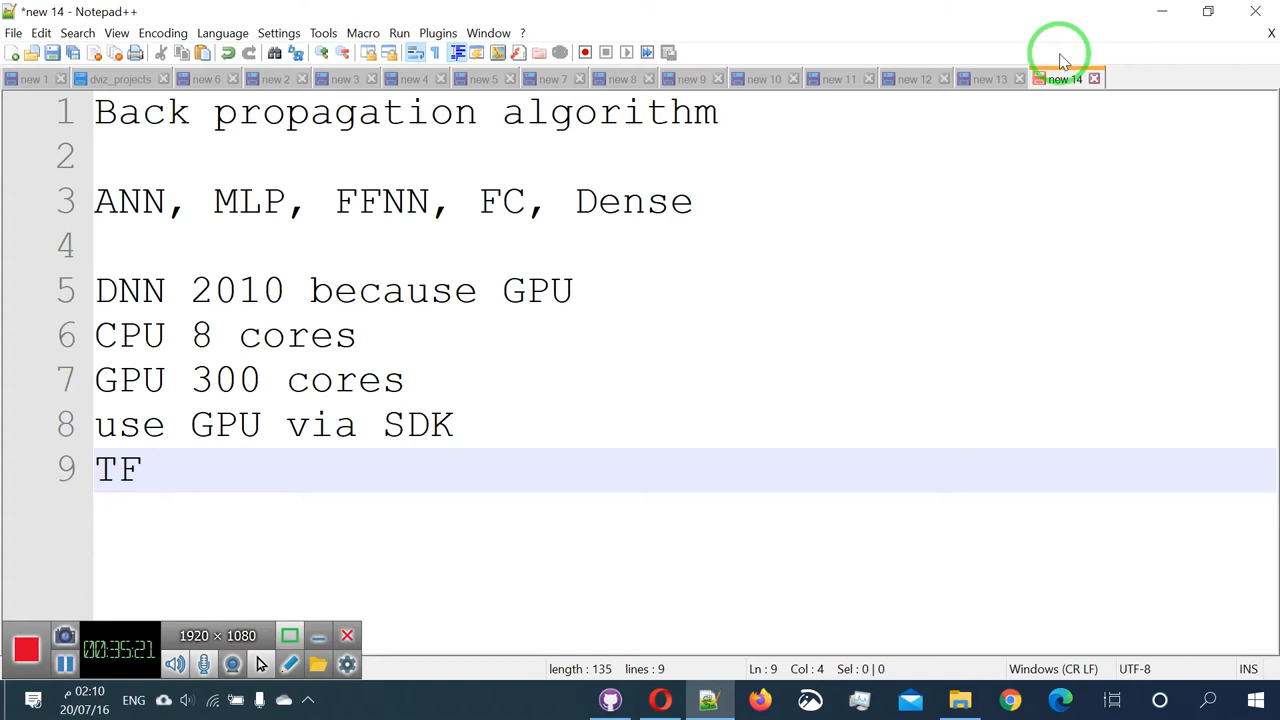 *new 14 - Notepad++
File Edit Search View Encoding Language Settings Tools Macro Run Plugins Window ? X
new 1 dviz_projects new 6 new 2 new 3 new 4 new 5 new 7 new 8 new 9 new 10 new 11 new 12 new 13 new 14
1 Back propagation algorithm
2
3 ANN, MLP, FFNN, FC, Dense
4
5 DNN 2010 because GPU
6 CPU 8 cores
7 GPU 300 cores
8 use GPU via SDK
9 TF
1920 × 1080
00:35:21
length : 135 lines : 9 Ln : 9 Col : 4 Sel : 0 | 0 Windows (CR LF) UTF-8 INS
02:10 م
ENG
20/07/16